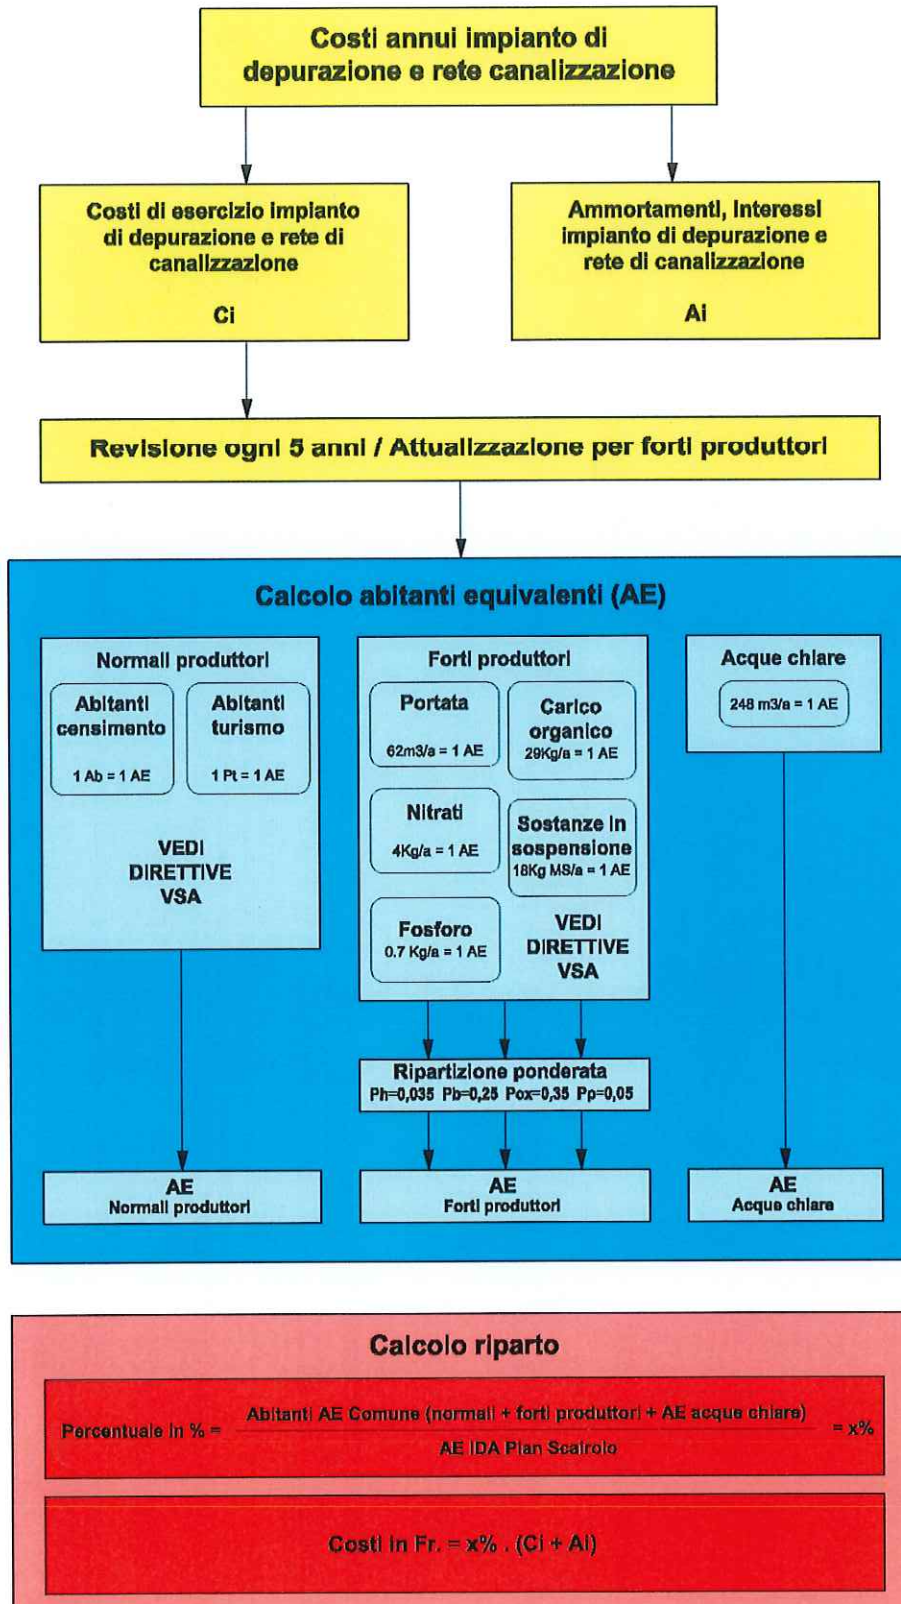 Costi annui impianto di
depurazione e rete canalizzazione
Costi di esercizio impianto
di depurazione e rete di
canalizzazione
Ci
Ammortamenti, interessi
impianto di depurazione e
rete di canalizzazione
Ai
Revisione ogni 5 anni / Attualizzazione per forti produttori
Calcolo abitanti equivalenti (AE)
Normali produttori
Abitanti
censimento
1 Ab = 1 AE
Abitanti
turismo
1 Pt = 1 AE
VEDI
DIRETTIVE
VSA
Forti produttori
Portata
62m3/a = 1 AE
Carico
organico
29Kg/a = 1 AE
Nitrati
4Kg/a = 1 AE
Sostanze in
sospensione
18Kg MS/a = 1 AE
Fosforo
0.7 Kg/a = 1 AE
VEDI
DIRETTIVE
VSA
Acque chiare
248 m3/a = 1 AE
Ripartizione ponderata
Ph=0,035 Pb=0,25 Pox=0,35 Pp=0,05
AE
Normali produttori
AE
Forti produttori
AE
Acque chiare
Calcolo riparto
Percentuale in % = Abitanti AE Comune (normali + forti produttori + AE acque chiare) = x%
AE IDA Pian Scairolo
Costi in Fr. = x% . (Ci + Ai)